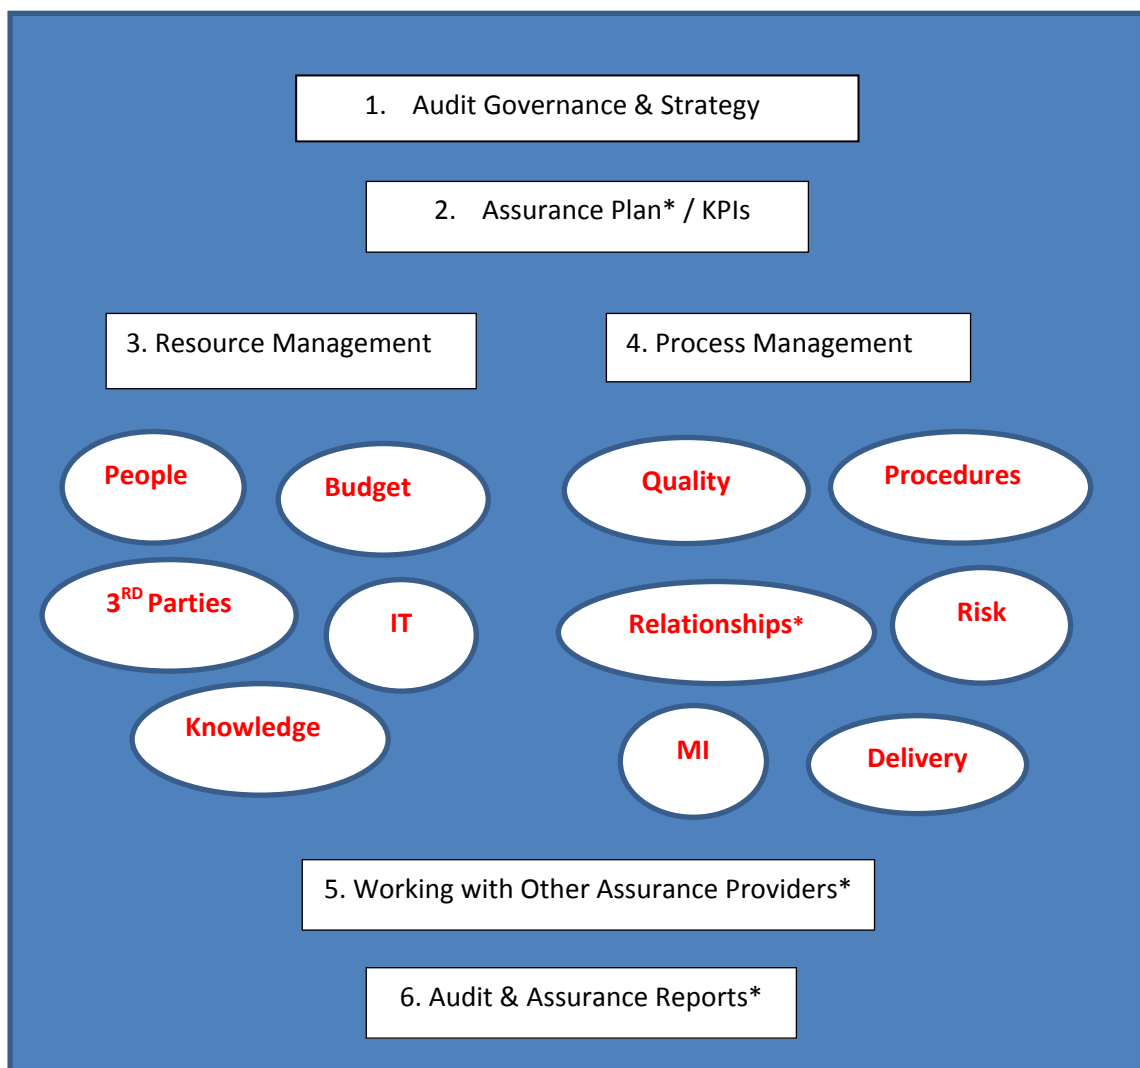 1. Audit Governance & Strategy
2. Assurance Plan* / KPIs
3. Resource Management
4. Process Management
People
Budget
Quality
Procedures
3RD Parties
IT
Relationships*
Risk
Knowledge
MI
Delivery
5. Working with Other Assurance Providers*
6. Audit & Assurance Reports*